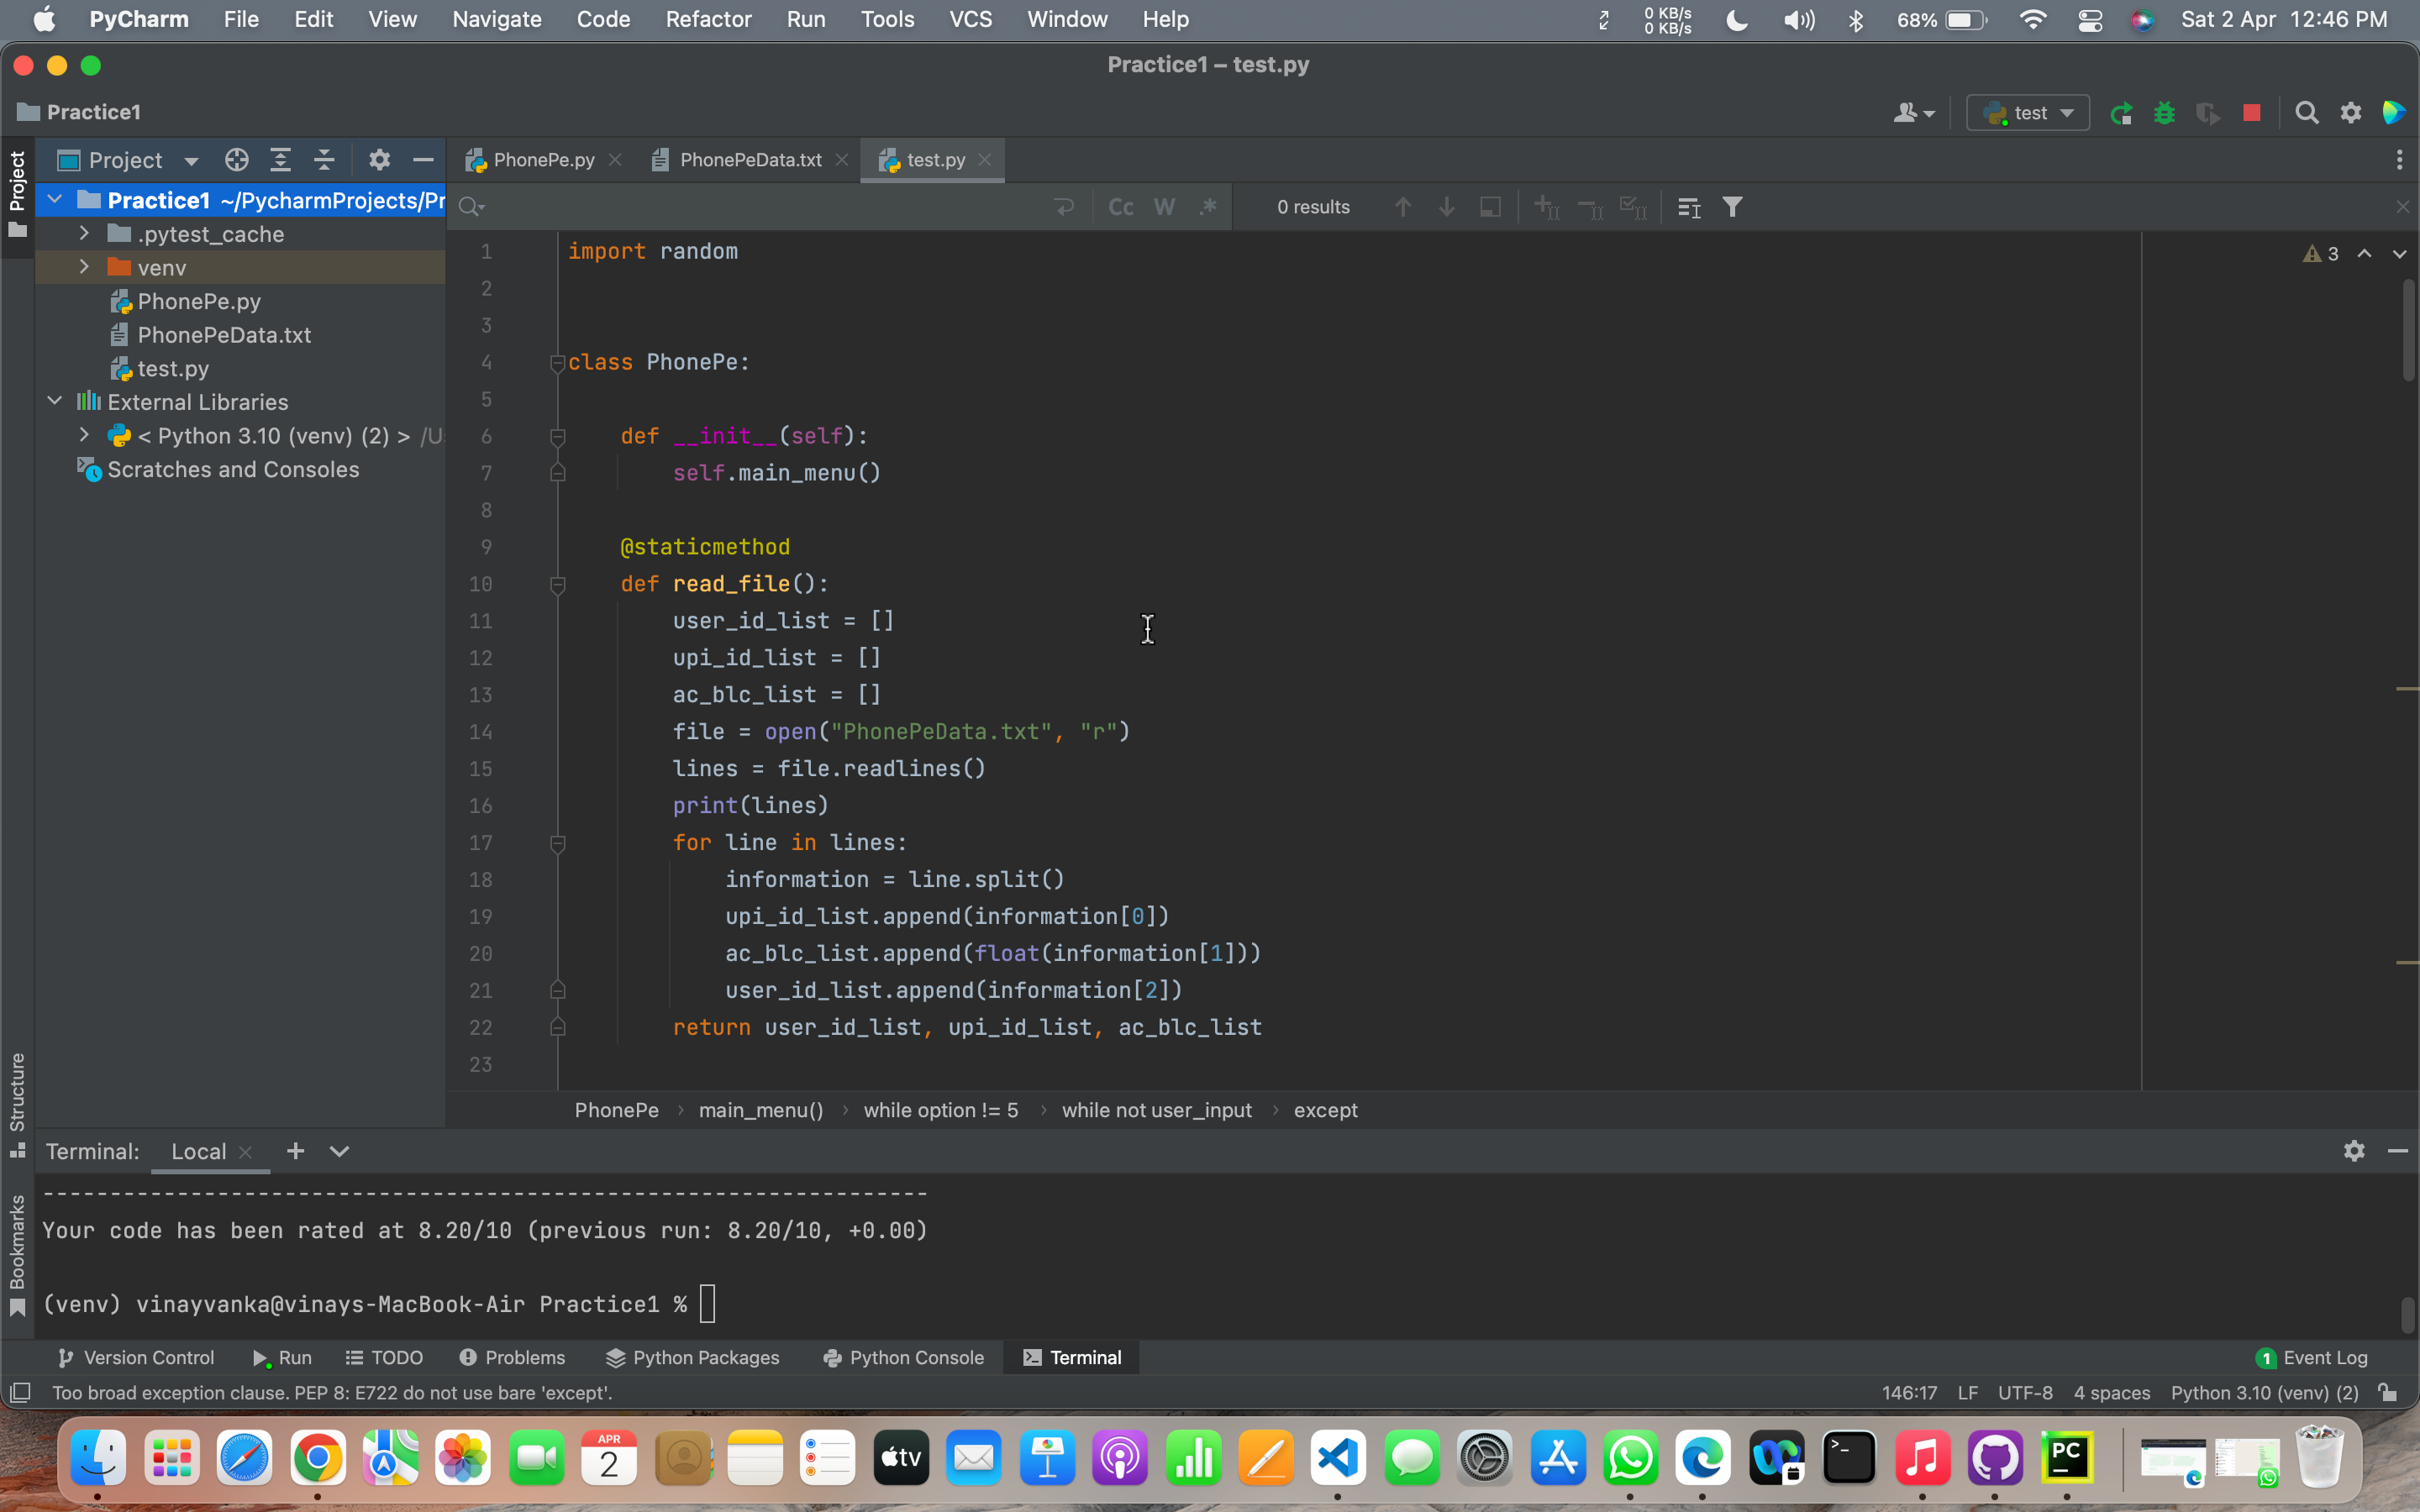 PyCharm File Edit View Navigate Code Refactor Run Tools VCS Window Help 0 KB/s 0 KB/s 68% Sat 2 Apr 12:46 PM
Practice1 – test.py
Practice1 test
Project PhonePe.py PhonePeData.txt test.py
Project
Practice1 ~/PycharmProjects/Pr
.pytest_cache
venv
PhonePe.py
PhonePeData.txt
test.py
External Libraries
< Python 3.10 (venv) (2) > /U
Scratches and Consoles
Cc W .* 0 results
3
1 import random
2
3
4 class PhonePe:
5
6 def __init__(self):
7 self.main_menu()
8
9 @staticmethod
10 def read_file():
11 user_id_list = []
12 upi_id_list = []
13 ac_blc_list = []
14 file = open("PhonePeData.txt", "r")
15 lines = file.readlines()
16 print(lines)
17 for line in lines:
18 information = line.split()
19 upi_id_list.append(information[0])
20 ac_blc_list.append(float(information[1]))
21 user_id_list.append(information[2])
22 return user_id_list, upi_id_list, ac_blc_list
23
PhonePe › main_menu() › while option != 5 › while not user_input › except
Structure
Bookmarks
Terminal: Local
--------------------------------------------------------------------
Your code has been rated at 8.20/10 (previous run: 8.20/10, +0.00)
(venv) vinayvanka@vinays-MacBook-Air Practice1 %
Version Control Run TODO Problems Python Packages Python Console Terminal 1 Event Log
Too broad exception clause. PEP 8: E722 do not use bare 'except'. 146:17 LF UTF-8 4 spaces Python 3.10 (venv) (2)
APR
2
tv
PC